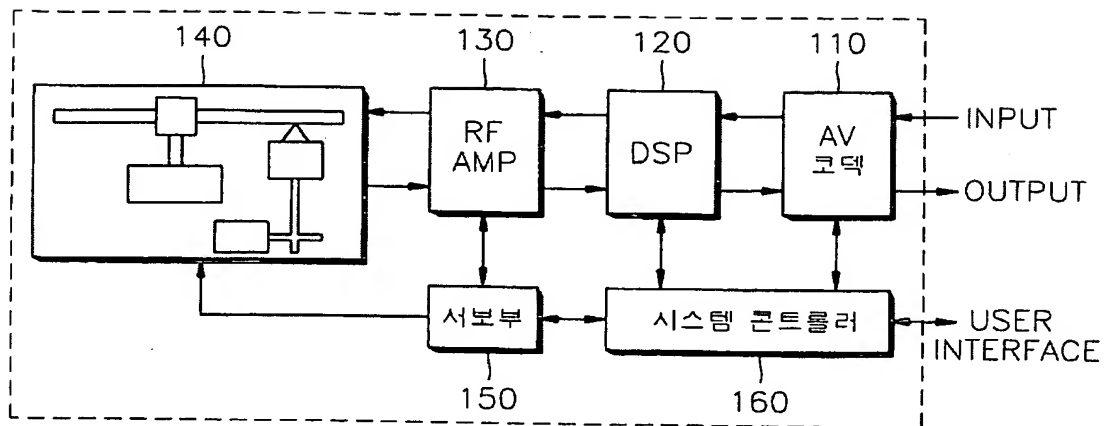 140
130
120
110
RF
AMP
DSP
AV
코덱
INPUT
OUTPUT
서보부
시스템 콘트롤러
USER
INTERFACE
150
160